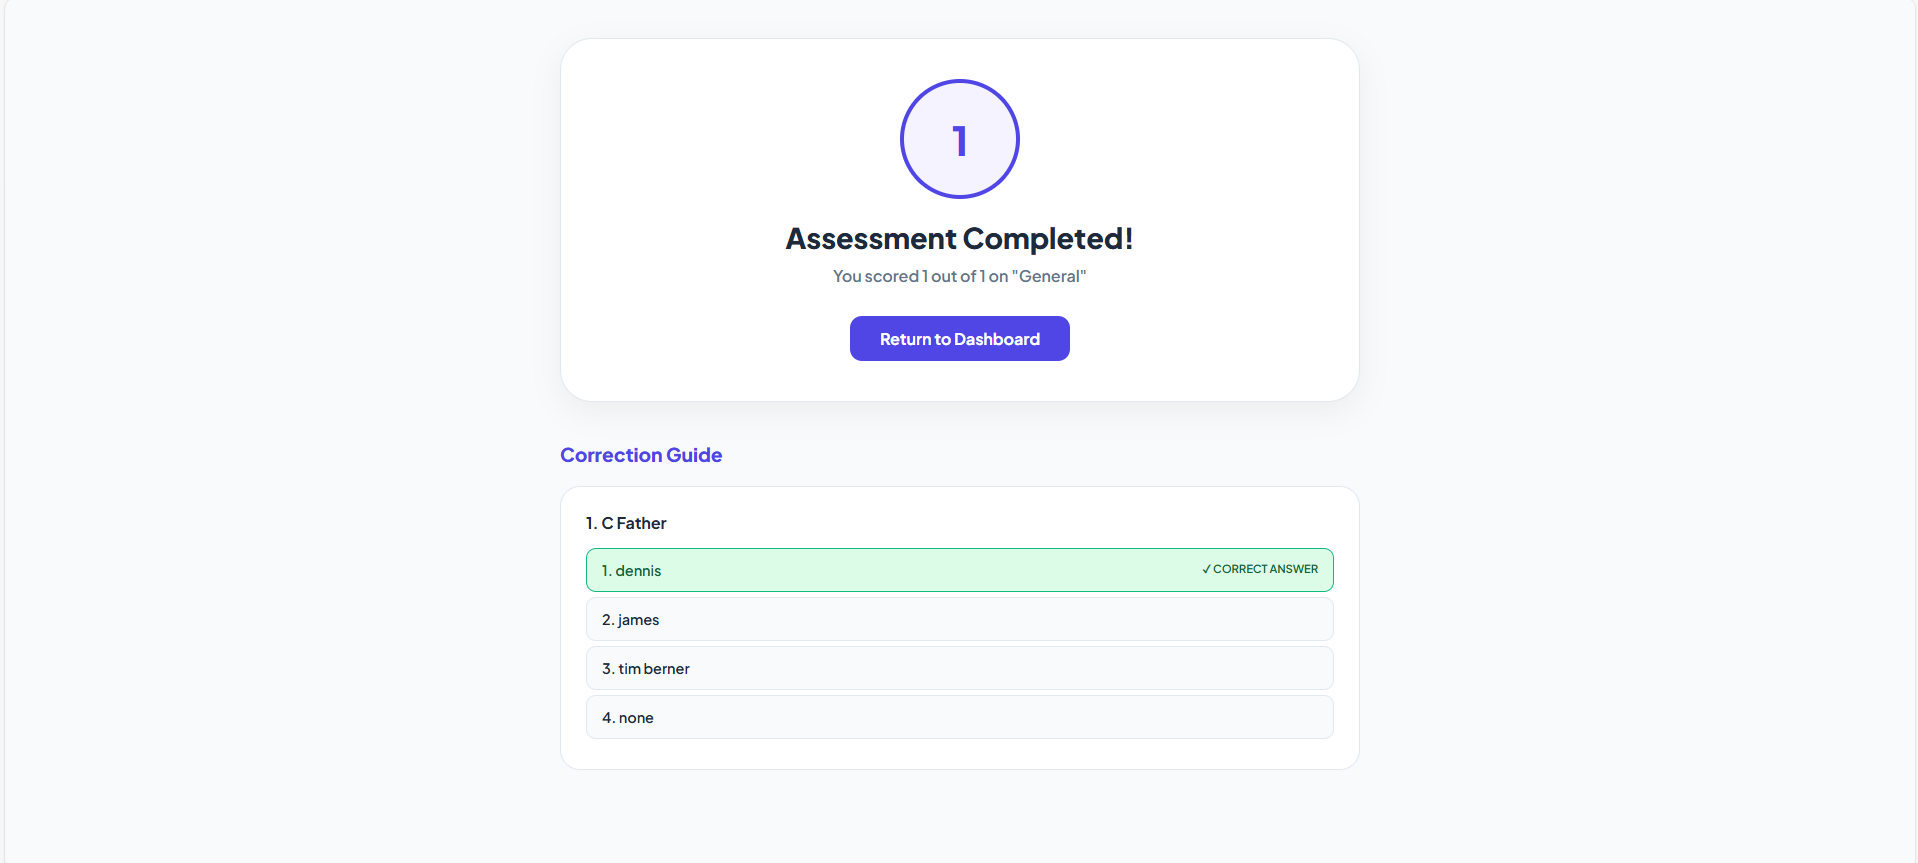 1
Assessment Completed!
You scored 1 out of 1 on "General"
Return to Dashboard
Correction Guide
1. C Father
1. dennis ✓ CORRECT ANSWER
2. james
3. tim berner
4. none